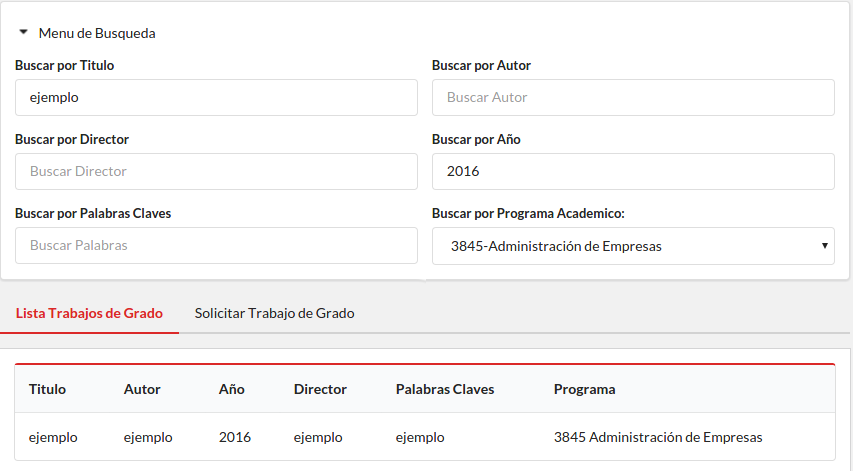 Menu de Busqueda
Buscar por Titulo Buscar por Autor
ejemplo Buscar Autor
Buscar por Director Buscar por Año
Buscar Director 2016
Buscar por Palabras Claves Buscar por Programa Academico:
Buscar Palabras 3845-Administración de Empresas
Lista Trabajos de Grado Solicitar Trabajo de Grado
Titulo Autor Año Director Palabras Claves Programa
ejemplo ejemplo 2016 ejemplo ejemplo 3845 Administración de Empresas